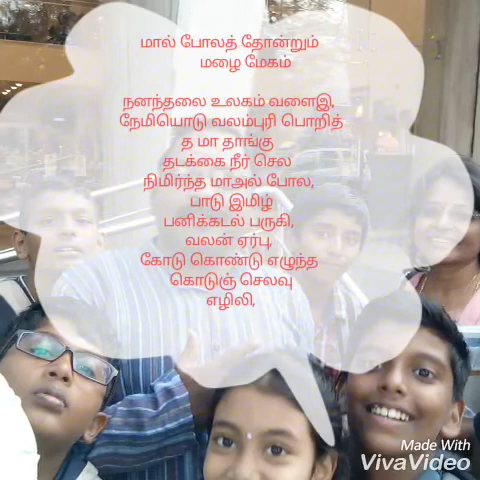 மால் போலத் தோன்றும்
மழை மேகம்
நனந்தலை உலகம் வளைஇ,
நேமியொடு வலம்புரி பொறித்
த மா தாங்கு
தடக்கை நீர் செல
நிமிர்ந்த மாஅல் போல,
பாடு இமிழ்
பனிக்கடல் பருகி,
வலன் ஏர்பு,
கோடு கொண்டு எழுந்த
கொடுஞ் செலவு
எழிலி,
Made With
VivaVideo